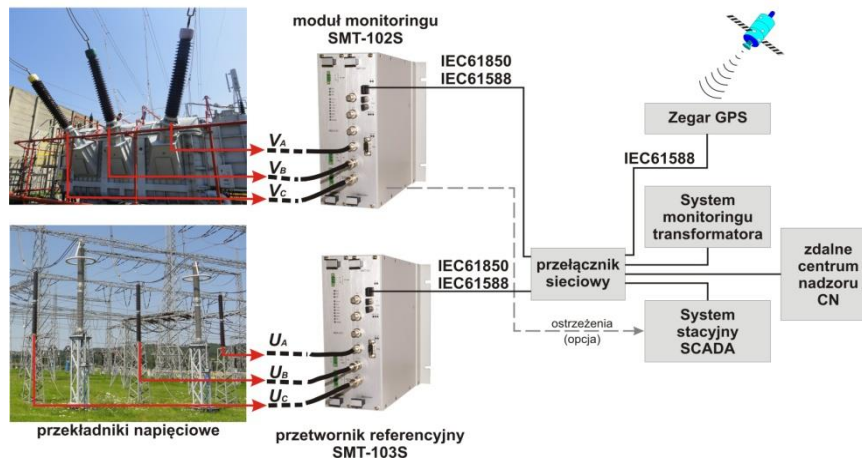 moduł monitoringu
SMT-102S
IEC61850
IEC61588
VA
VB
VC
Zegar GPS
IEC61588
System
monitoringu
transformatora
zdalne
centrum
nadzoru
CN
przełącznik
sieciowy
IEC61850
IEC61588
ostrzeżenia
(opcja)
System
stacyjny
SCADA
UA
UB
UC
przekładniki napięciowe
przetwornik referencyjny
SMT-103S